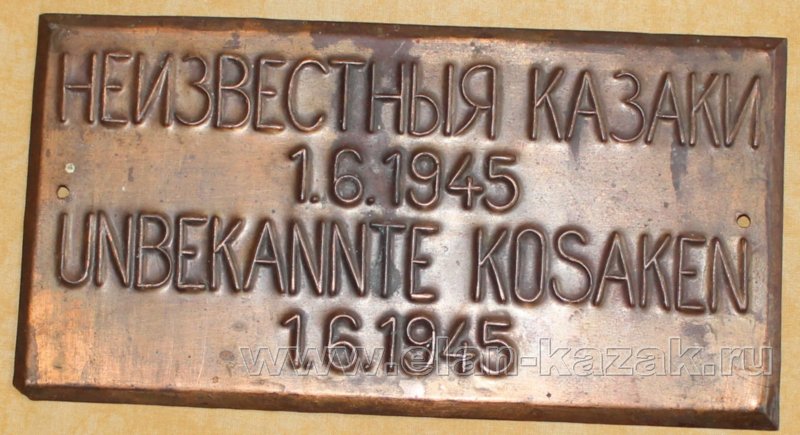 НЕИЗВЕСТНЫЯ КАЗАКИ
1.6.1945
UNBEKANNTE KOSAKEN
1.6.1945
www.elan-kazak.ru